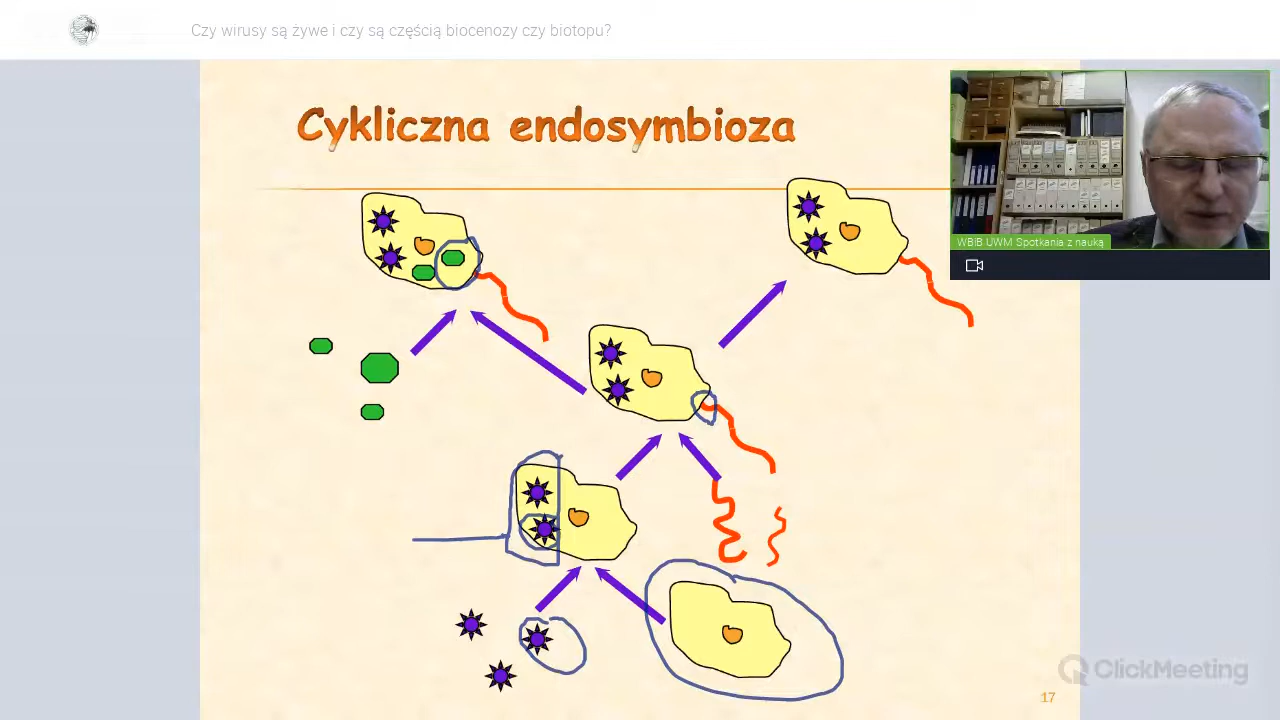 Czy wirusy są żywe i czy są częścią biocenozy czy biotopu?
Cykliczna endosymbioza
WBiB UWM Spotkania z nauką
ClickMeeting
17